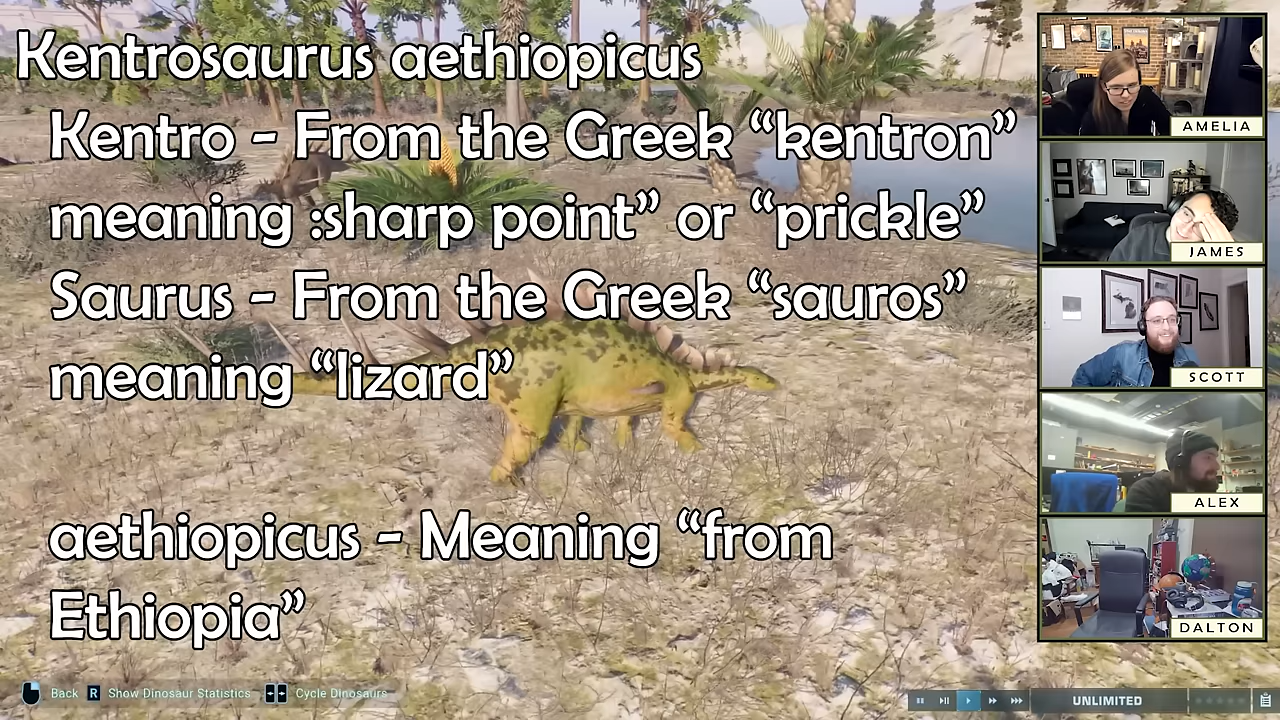 Kentrosaurus aethiopicus
Kentro - From the Greek “kentron”
meaning :sharp point” or “prickle”
Saurus - From the Greek “sauros”
meaning “lizard”
aethiopicus - Meaning “from
Ethiopia”
AMELIA
JAMES
SCOTT
ALEX
DALTON
Back R Show Dinosaur Statistics Cycle Dinosaurs
UNLIMITED